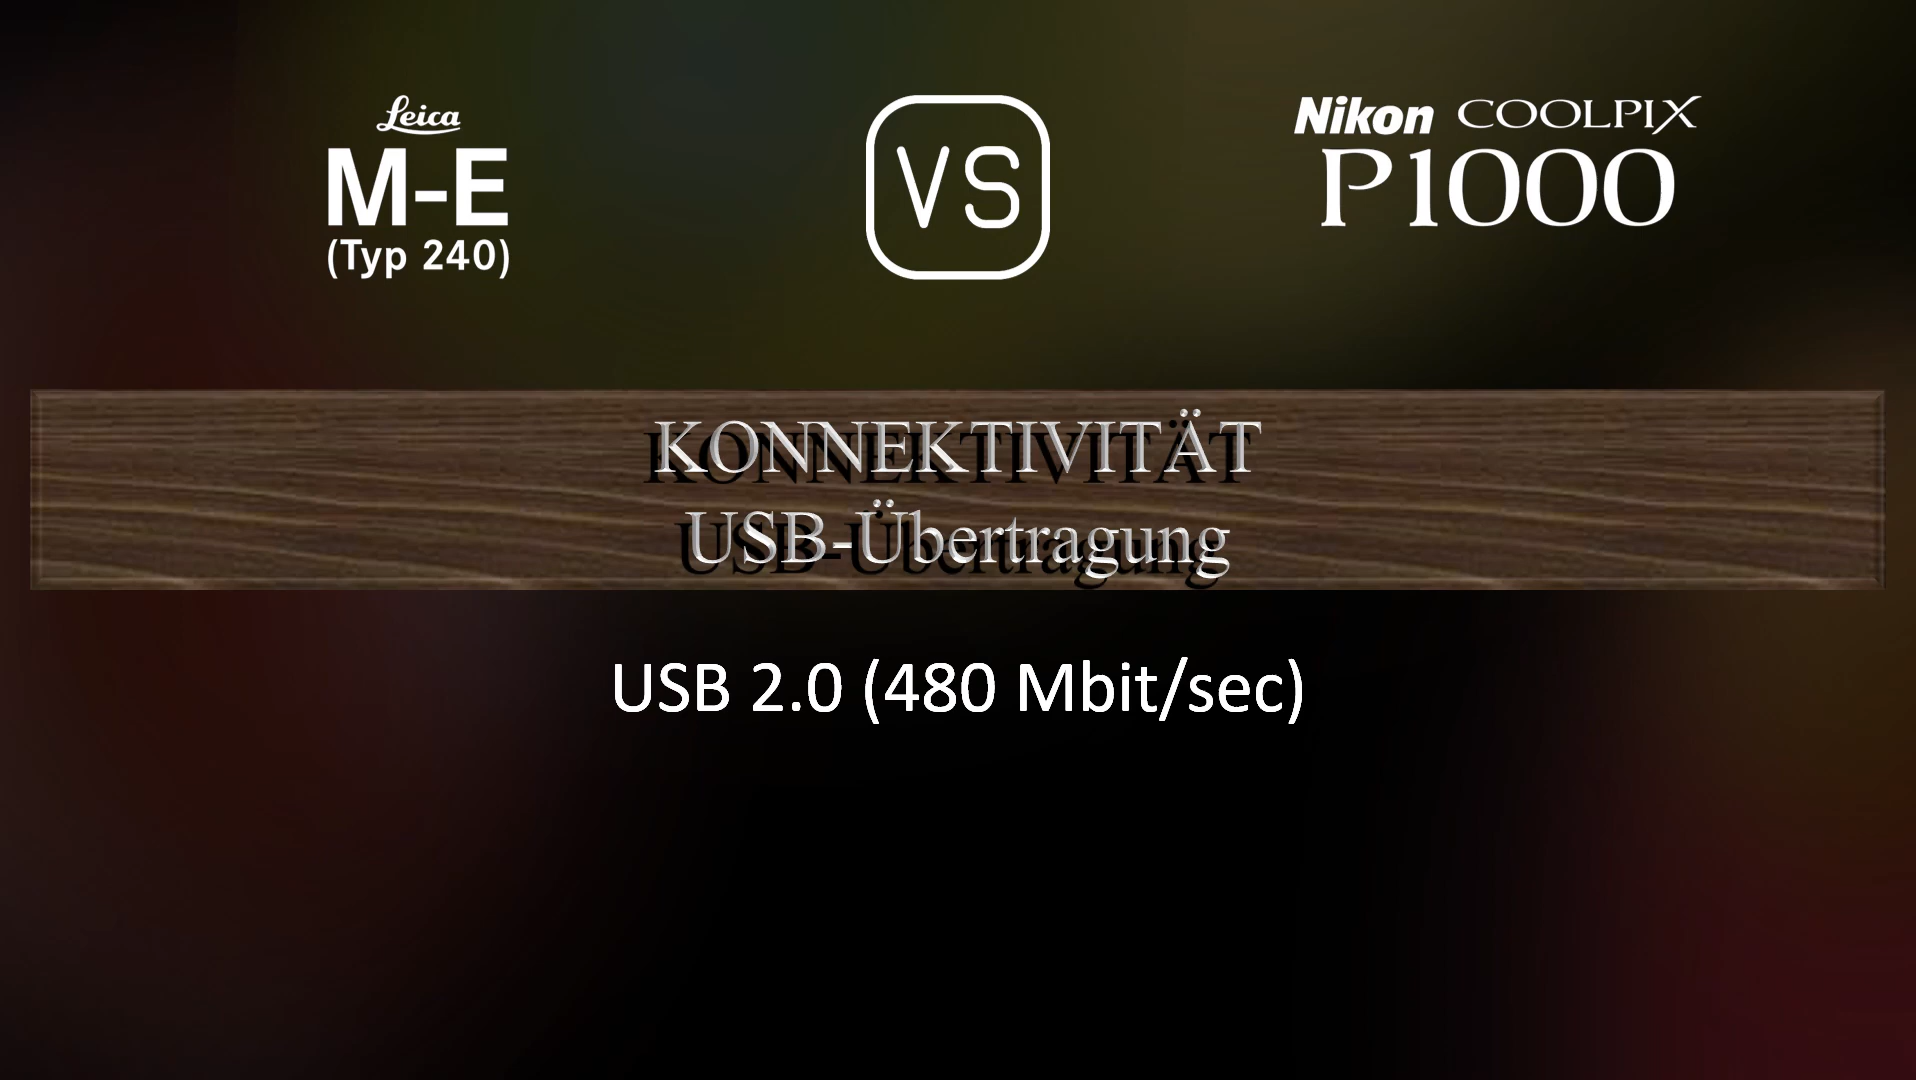 Leica
M-E
(Typ 240)
VS
Nikon COOLPIX
P1000
KONNEKTIVITÄT
USB-Übertragung
USB 2.0 (480 Mbit/sec)